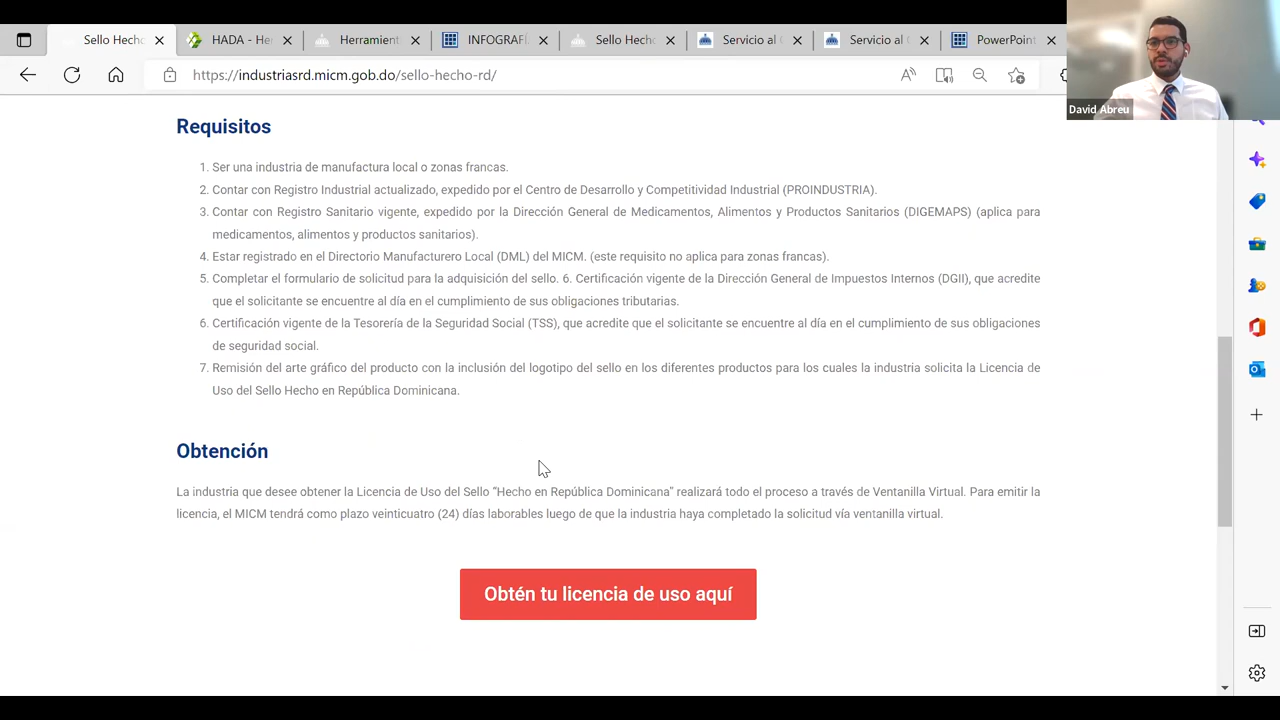 Sello Hecho
HADA - He
Herramient
INFOGRAFI
Sello Hecho
Servicio al
Servicio al
PowerPoint
https://industriasrd.micm.gob.do/sello-hecho-rd/
David Abreu
Requisitos
1. Ser una industria de manufactura local o zonas francas.
2. Contar con Registro Industrial actualizado, expedido por el Centro de Desarrollo y Competitividad Industrial (PROINDUSTRIA).
3. Contar con Registro Sanitario vigente, expedido por la Dirección General de Medicamentos, Alimentos y Productos Sanitarios (DIGEMAPS) (aplica para
medicamentos, alimentos y productos sanitarios).
4. Estar registrado en el Directorio Manufacturero Local (DML) del MICM. (este requisito no aplica para zonas francas).
5. Completar el formulario de solicitud para la adquisición del sello. 6. Certificación vigente de la Dirección General de Impuestos Internos (DGII), que acredite
que el solicitante se encuentre al día en el cumplimiento de sus obligaciones tributarias.
6. Certificación vigente de la Tesorería de la Seguridad Social (TSS), que acredite que el solicitante se encuentre al día en el cumplimiento de sus obligaciones
de seguridad social.
7. Remisión del arte gráfico del producto con la inclusión del logotipo del sello en los diferentes productos para los cuales la industria solicita la Licencia de
Uso del Sello Hecho en República Dominicana.
Obtención
La industria que desee obtener la Licencia de Uso del Sello “Hecho en República Dominicana” realizará todo el proceso a través de Ventanilla Virtual. Para emitir la
licencia, el MICM tendrá como plazo veinticuatro (24) días laborables luego de que la industria haya completado la solicitud vía ventanilla virtual.
Obtén tu licencia de uso aquí